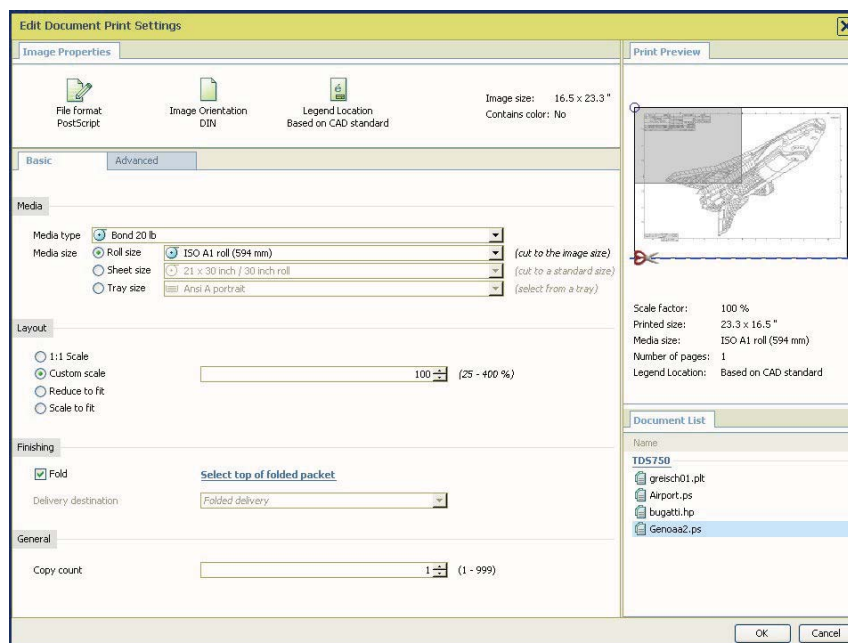 Edit Document Print Settings
Image Properties
File format
PostScript
Image Orientation
DIN
Legend Location
Based on CAD standard
Image size: 16.5 x 23.3 "
Contains color: No
Basic
Advanced
Media
Media type Bond 20 lb
Media size Roll size ISO A1 roll (594 mm) (cut to the image size)
Sheet size 21 x 30 inch / 30 inch roll (cut to a standard size)
Tray size Ansi A portrait (select from a tray)
Layout
1:1 Scale
Custom scale 100 (25 - 400 %)
Reduce to fit
Scale to fit
Finishing
Fold Select top of folded packet
Delivery destination Folded delivery
General
Copy count 1 (1 - 999)
Print Preview
Scale factor: 100 %
Printed size: 23.3 x 16.5 "
Media size: ISO A1 roll (594 mm)
Number of pages: 1
Legend Location: Based on CAD standard
Document List
Name
TDS750
greisch01.plt
Airport.ps
bugatti.hp
Genoaa2.ps
OK Cancel